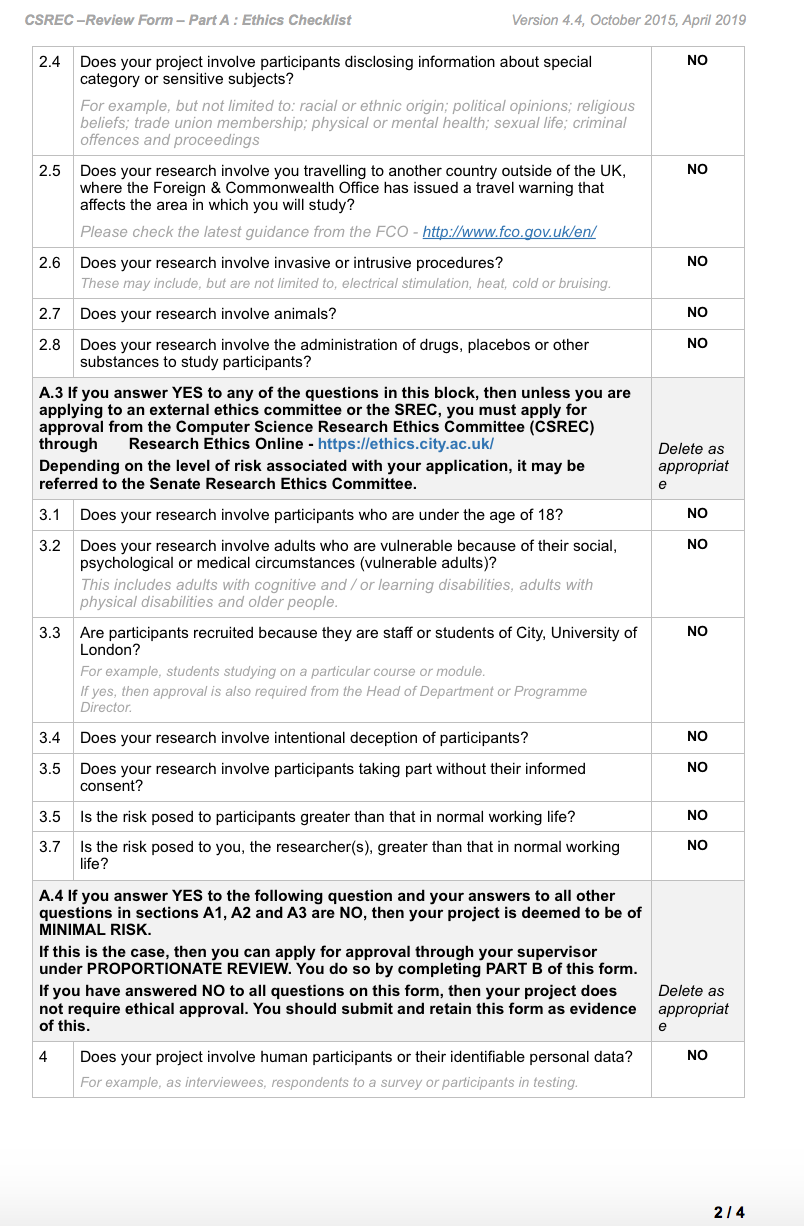 CSREC –Review Form – Part A : Ethics Checklist
Version 4.4, October 2015, April 2019
2.4 Does your project involve participants disclosing information about special NO
category or sensitive subjects?
For example, but not limited to: racial or ethnic origin; political opinions; religious
beliefs; trade union membership; physical or mental health; sexual life; criminal
offences and proceedings
2.5 Does your research involve you travelling to another country outside of the UK, NO
where the Foreign & Commonwealth Office has issued a travel warning that
affects the area in which you will study?
Please check the latest guidance from the FCO - http://www.fco.gov.uk/en/
2.6 Does your research involve invasive or intrusive procedures? NO
These may include, but are not limited to, electrical stimulation, heat, cold or bruising.
2.7 Does your research involve animals? NO
2.8 Does your research involve the administration of drugs, placebos or other NO
substances to study participants?
A.3 If you answer YES to any of the questions in this block, then unless you are
applying to an external ethics committee or the SREC, you must apply for
approval from the Computer Science Research Ethics Committee (CSREC)
through Research Ethics Online - https://ethics.city.ac.uk/
Depending on the level of risk associated with your application, it may be
referred to the Senate Research Ethics Committee.
Delete as
appropriat
e
3.1 Does your research involve participants who are under the age of 18? NO
3.2 Does your research involve adults who are vulnerable because of their social, NO
psychological or medical circumstances (vulnerable adults)?
This includes adults with cognitive and / or learning disabilities, adults with
physical disabilities and older people.
3.3 Are participants recruited because they are staff or students of City, University of NO
London?
For example, students studying on a particular course or module.
If yes, then approval is also required from the Head of Department or Programme
Director.
3.4 Does your research involve intentional deception of participants? NO
3.5 Does your research involve participants taking part without their informed NO
consent?
3.5 Is the risk posed to participants greater than that in normal working life? NO
3.7 Is the risk posed to you, the researcher(s), greater than that in normal working NO
life?
A.4 If you answer YES to the following question and your answers to all other
questions in sections A1, A2 and A3 are NO, then your project is deemed to be of
MINIMAL RISK.
If this is the case, then you can apply for approval through your supervisor
under PROPORTIONATE REVIEW. You do so by completing PART B of this form.
If you have answered NO to all questions on this form, then your project does
not require ethical approval. You should submit and retain this form as evidence
of this.
Delete as
appropriat
e
4 Does your project involve human participants or their identifiable personal data? NO
For example, as interviewees, respondents to a survey or participants in testing.
2 / 4